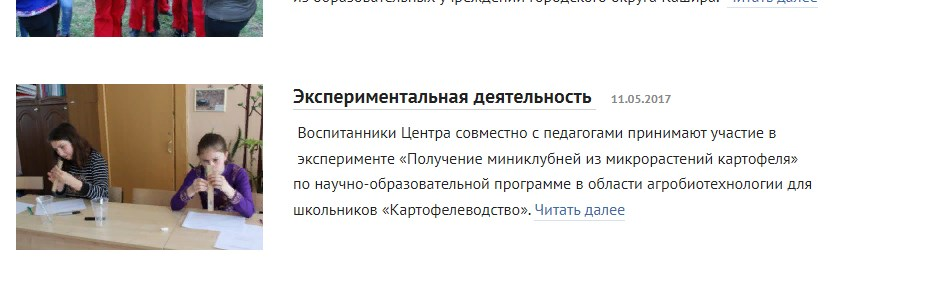 из образовательных учреждений городского округа Кашира. Читать далее
Экспериментальная деятельность 11.05.2017
Воспитанники Центра совместно с педагогами принимают участие в
эксперименте «Получение миниклубней из микрорастений картофеля»
по научно-образовательной программе в области агробиотехнологии для
школьников «Картофелеводство». Читать далее